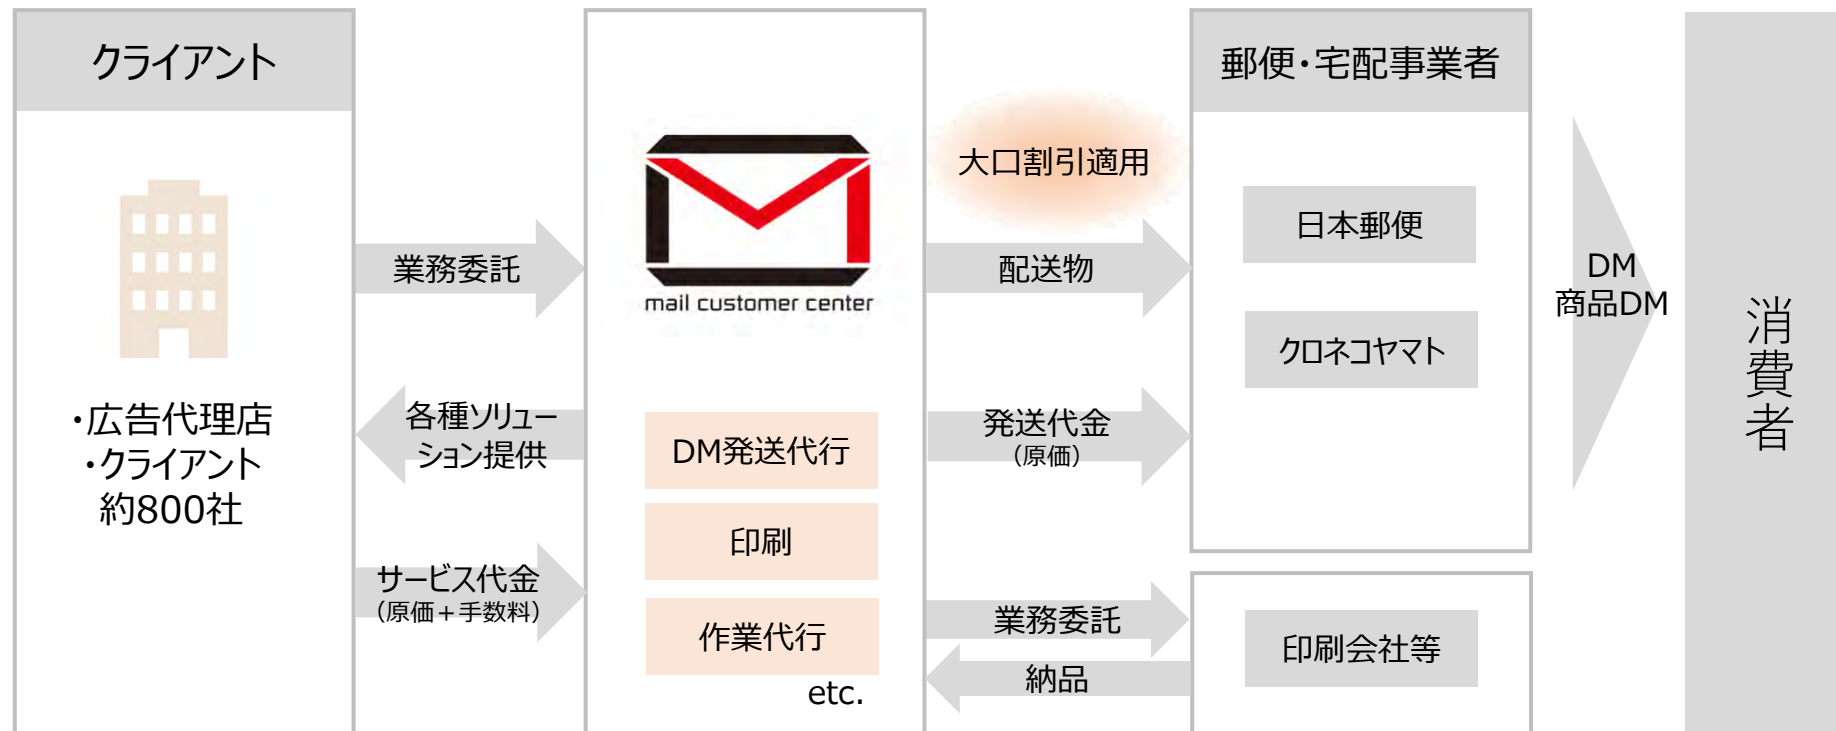 クライアント
・広告代理店
・クライアント
約800社
業務委託
各種ソリュー
ション提供
サービス代金
（原価＋手数料）
mail customer center
DM発送代行
印刷
作業代行
etc.
大口割引適用
配送物
発送代金
（原価）
業務委託
納品
郵便・宅配事業者
日本郵便
クロネコヤマト
印刷会社等
DM
商品DM
消費者